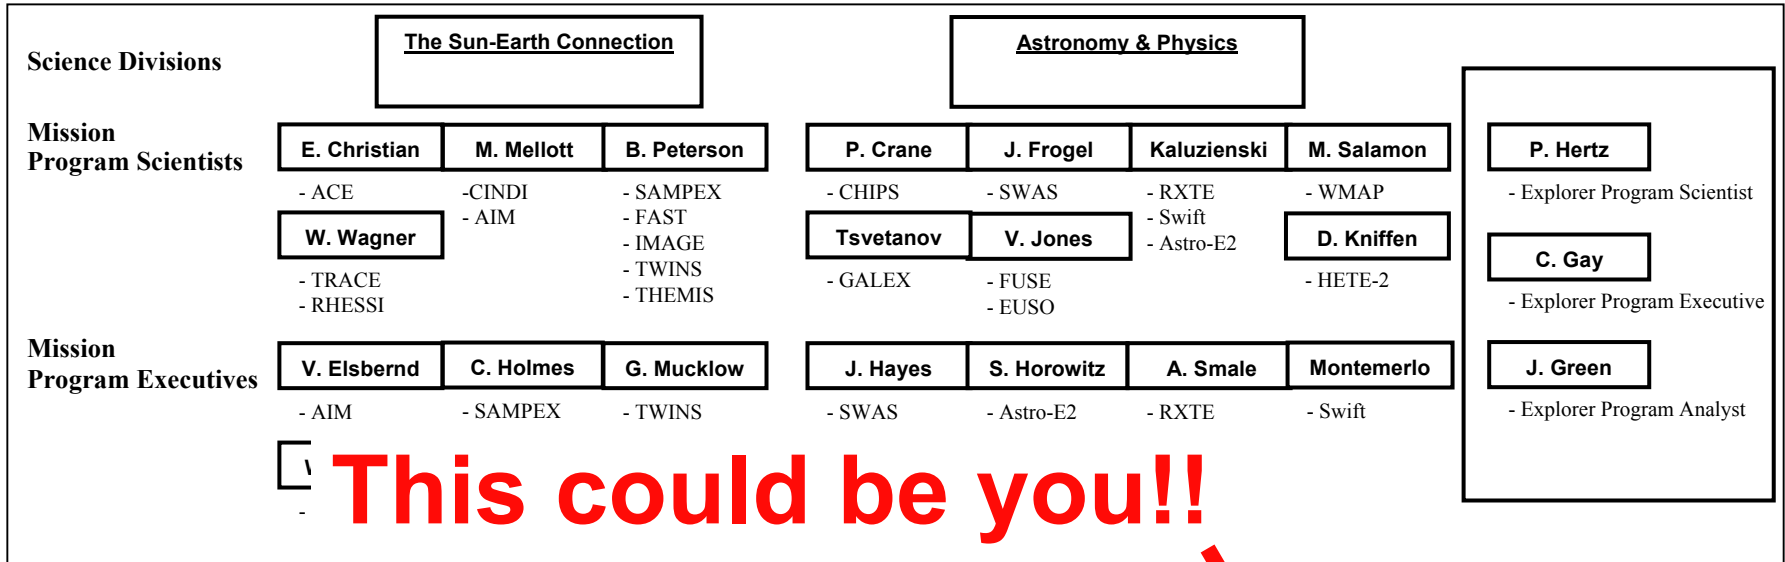 The Sun-Earth Connection
Astronomy & Physics
Science Divisions
Mission
Program Scientists
E. Christian
- ACE
W. Wagner
- TRACE
- RHESSI
M. Mellott
-CINDI
- AIM
B. Peterson
- SAMPEX
- FAST
- IMAGE
- TWINS
- THEMIS
P. Crane
- CHIPS
Tsvetanov
- GALEX
J. Frogel
- SWAS
V. Jones
- FUSE
- EUSO
Kaluzienski
- RXTE
- Swift
- Astro-E2
M. Salamon
- WMAP
D. Kniffen
- HETE-2
P. Hertz
- Explorer Program Scientist
C. Gay
- Explorer Program Executive
J. Green
- Explorer Program Analyst
Mission
Program Executives
V. Elsbernd
- AIM
C. Holmes
- SAMPEX
G. Mucklow
- TWINS
J. Hayes
- SWAS
S. Horowitz
- Astro-E2
A. Smale
- RXTE
Montemerlo
- Swift
This could be you!!